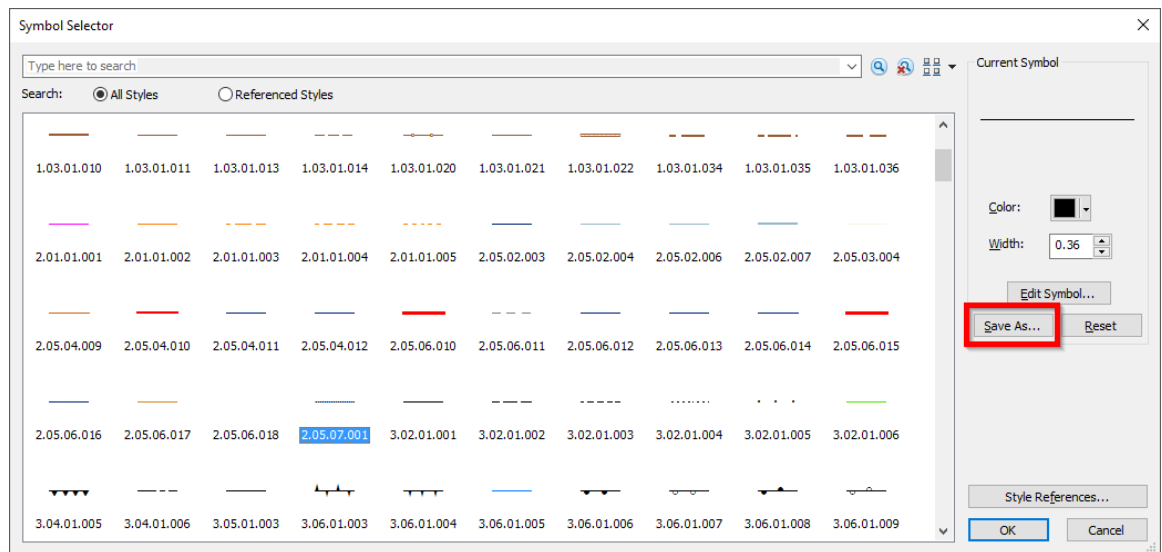 Symbol Selector
Type here to search
Search: All Styles Referenced Styles
1.03.01.010 1.03.01.011 1.03.01.013 1.03.01.014 1.03.01.020 1.03.01.021 1.03.01.022 1.03.01.034 1.03.01.035 1.03.01.036
2.01.01.001 2.01.01.002 2.01.01.003 2.01.01.004 2.01.01.005 2.05.02.003 2.05.02.004 2.05.02.006 2.05.02.007 2.05.03.004
2.05.04.009 2.05.04.010 2.05.04.011 2.05.04.012 2.05.06.010 2.05.06.011 2.05.06.012 2.05.06.013 2.05.06.014 2.05.06.015
2.05.06.016 2.05.06.017 2.05.06.018 2.05.07.001 3.02.01.001 3.02.01.002 3.02.01.003 3.02.01.004 3.02.01.005 3.02.01.006
3.04.01.005 3.04.01.006 3.05.01.003 3.06.01.003 3.06.01.004 3.06.01.005 3.06.01.006 3.06.01.007 3.06.01.008 3.06.01.009
Current Symbol
Color:
Width: 0.36
Edit Symbol...
Save As... Reset
Style References...
OK Cancel